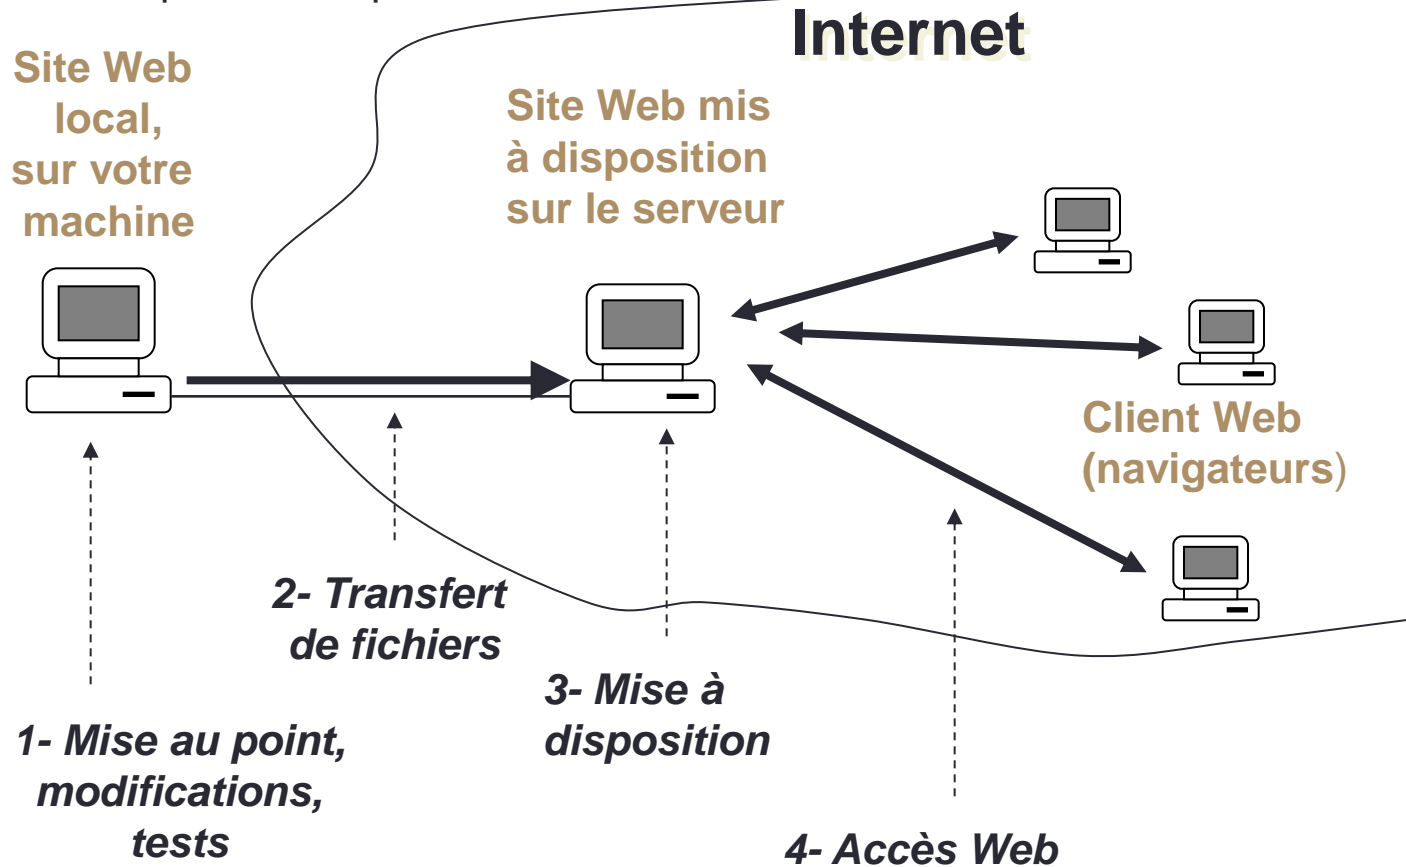 Internet
Site Web
local,
sur votre
machine
Site Web mis
à disposition
sur le serveur
Client Web
(navigateurs)
2- Transfert
de fichiers
3- Mise à
disposition
1- Mise au point,
modifications,
tests
4- Accès Web